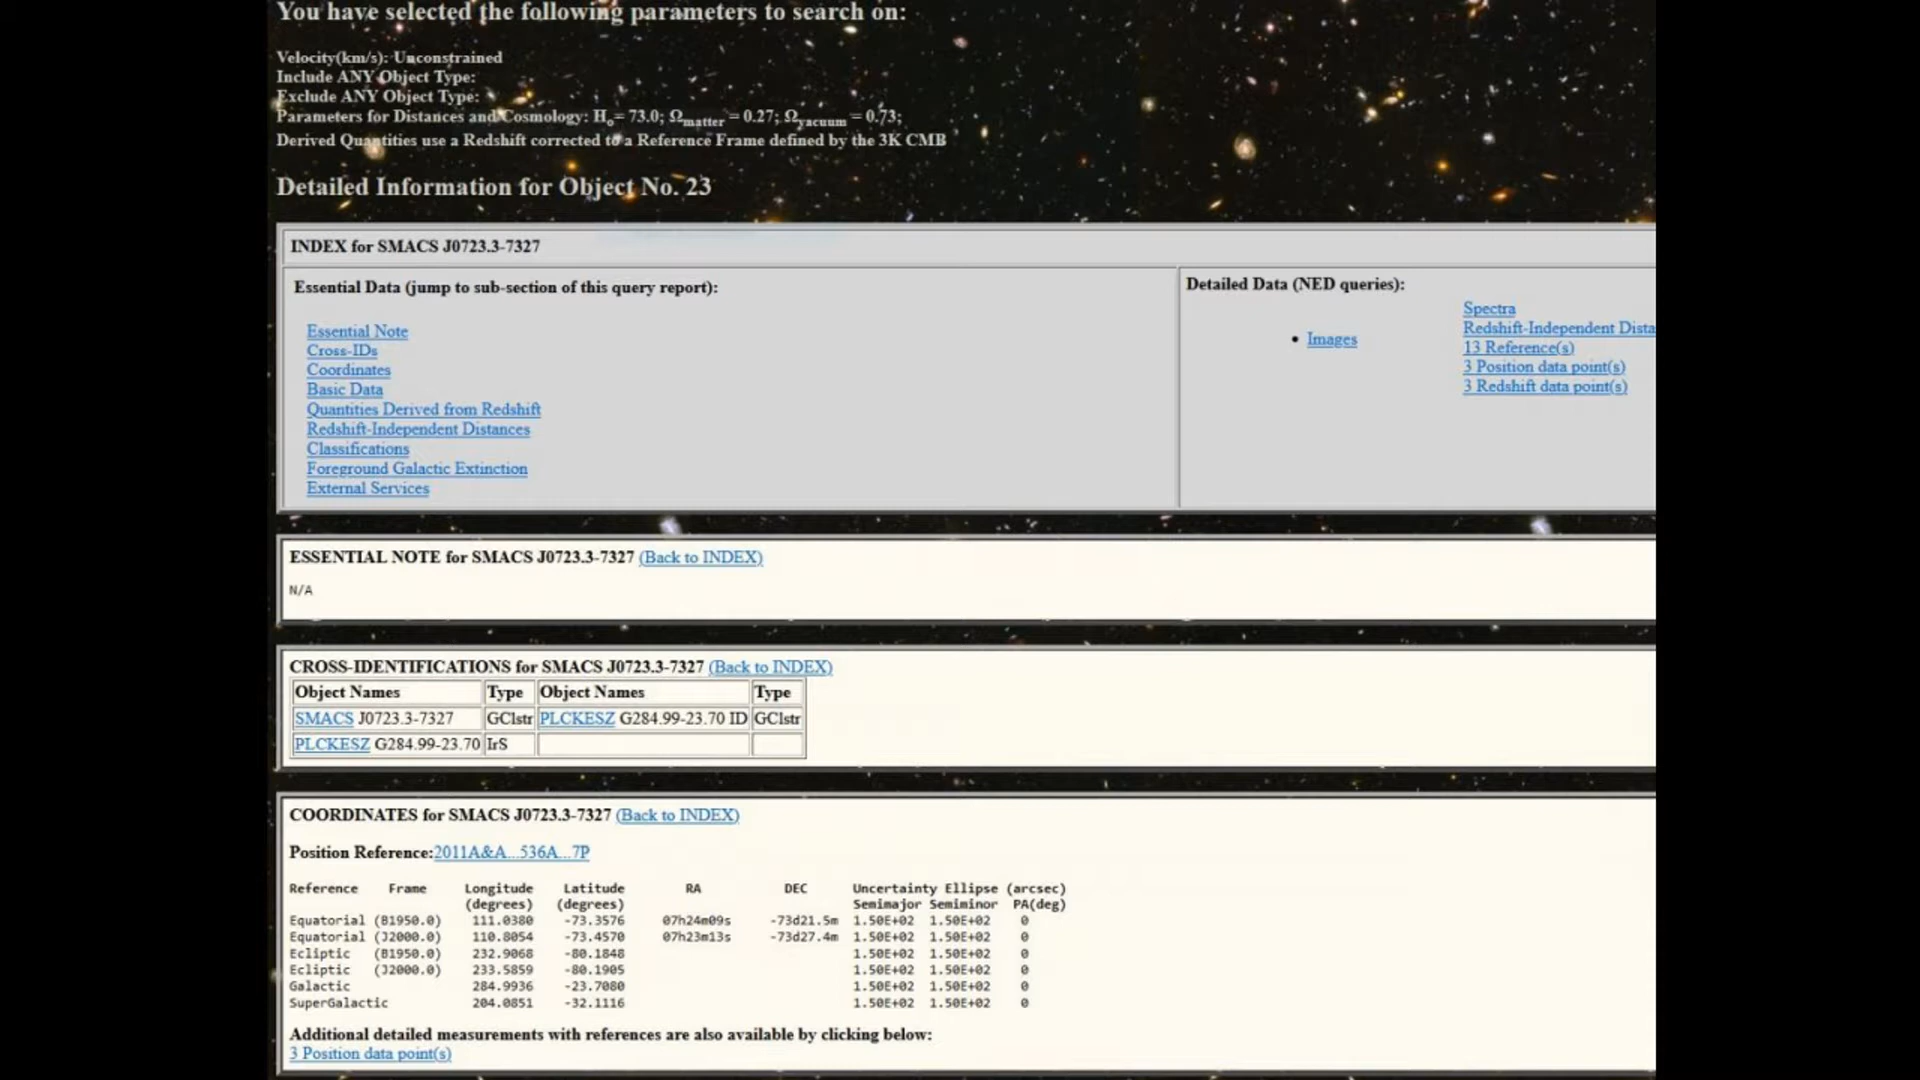 You have selected the following parameters to search on:
Velocity(km/s): Unconstrained
Include ANY Object Type:
Exclude ANY Object Type:
Parameters for Distances and Cosmology: Ho= 73.0; Ωmatter = 0.27; Ωvacuum = 0.73;
Derived Quantities use a Redshift corrected to a Reference Frame defined by the 3K CMB
Detailed Information for Object No. 23
INDEX for SMACS J0723.3-7327
Essential Data (jump to sub-section of this query report):
Essential Note
Cross-IDs
Coordinates
Basic Data
Quantities Derived from Redshift
Redshift-Independent Distances
Classifications
Foreground Galactic Extinction
External Services
Detailed Data (NED queries):
• Images
Spectra
Redshift-Independent Dista
13 Reference(s)
3 Position data point(s)
3 Redshift data point(s)
ESSENTIAL NOTE for SMACS J0723.3-7327 (Back to INDEX)
N/A
CROSS-IDENTIFICATIONS for SMACS J0723.3-7327 (Back to INDEX)
Object Names Type Object Names Type
SMACS J0723.3-7327 GClstr PLCKESZ G284.99-23.70 ID GClstr
PLCKESZ G284.99-23.70 IrS
COORDINATES for SMACS J0723.3-7327 (Back to INDEX)
Position Reference:2011A&A...536A...7P
Reference Frame Longitude Latitude RA DEC Uncertainty Ellipse (arcsec)
(degrees) (degrees) Semimajor Semiminor PA(deg)
Equatorial (B1950.0) 111.0380 -73.3576 07h24m09s -73d21.5m 1.50E+02 1.50E+02 0
Equatorial (J2000.0) 110.8054 -73.4570 07h23m13s -73d27.4m 1.50E+02 1.50E+02 0
Ecliptic (B1950.0) 232.9068 -80.1848 1.50E+02 1.50E+02 0
Ecliptic (J2000.0) 233.5859 -80.1905 1.50E+02 1.50E+02 0
Galactic 284.9936 -23.7080 1.50E+02 1.50E+02 0
SuperGalactic 204.0851 -32.1116 1.50E+02 1.50E+02 0
Additional detailed measurements with references are also available by clicking below:
3 Position data point(s)